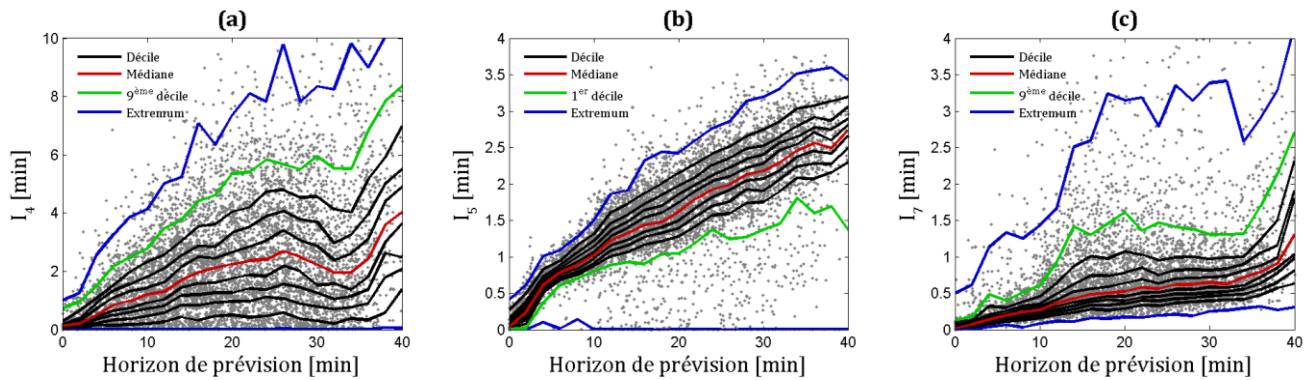 (a)
10
8
6
4
2
0
I4 [min]
Décile
Médiane
9ème décile
Extremum
0 10 20 30 40
Horizon de prévision [min]
(b)
4
3.5
3
2.5
2
1.5
1
0.5
0
I5 [min]
Décile
Médiane
1er décile
Extremum
0 10 20 30 40
Horizon de prévision [min]
(c)
4
3.5
3
2.5
2
1.5
1
0.5
0
I7 [min]
Décile
Médiane
9ème décile
Extremum
0 10 20 30 40
Horizon de prévision [min]